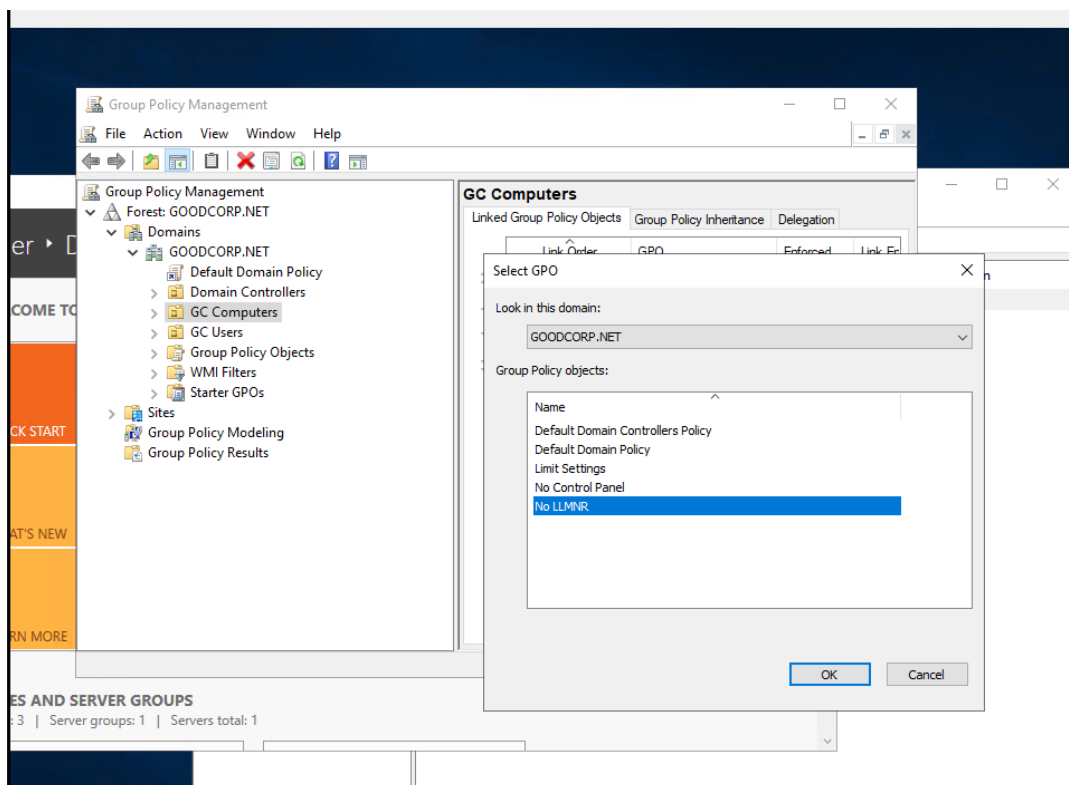 Group Policy Management
File Action View Window Help
Group Policy Management
Forest: GOODCORP.NET
Domains
GOODCORP.NET
Default Domain Policy
Domain Controllers
GC Computers
GC Users
Group Policy Objects
WMI Filters
Starter GPOs
Sites
Group Policy Modeling
Group Policy Results
GC Computers
Linked Group Policy Objects Group Policy Inheritance Delegation
Link Order GPO Enforced Link En
Select GPO
Look in this domain:
GOODCORP.NET
Group Policy objects:
Name
Default Domain Controllers Policy
Default Domain Policy
Limit Settings
No Control Panel
No LLMNR
OK Cancel
er D
COME TO
CK START
AT'S NEW
RN MORE
ES AND SERVER GROUPS
: 3 | Server groups: 1 | Servers total: 1
n